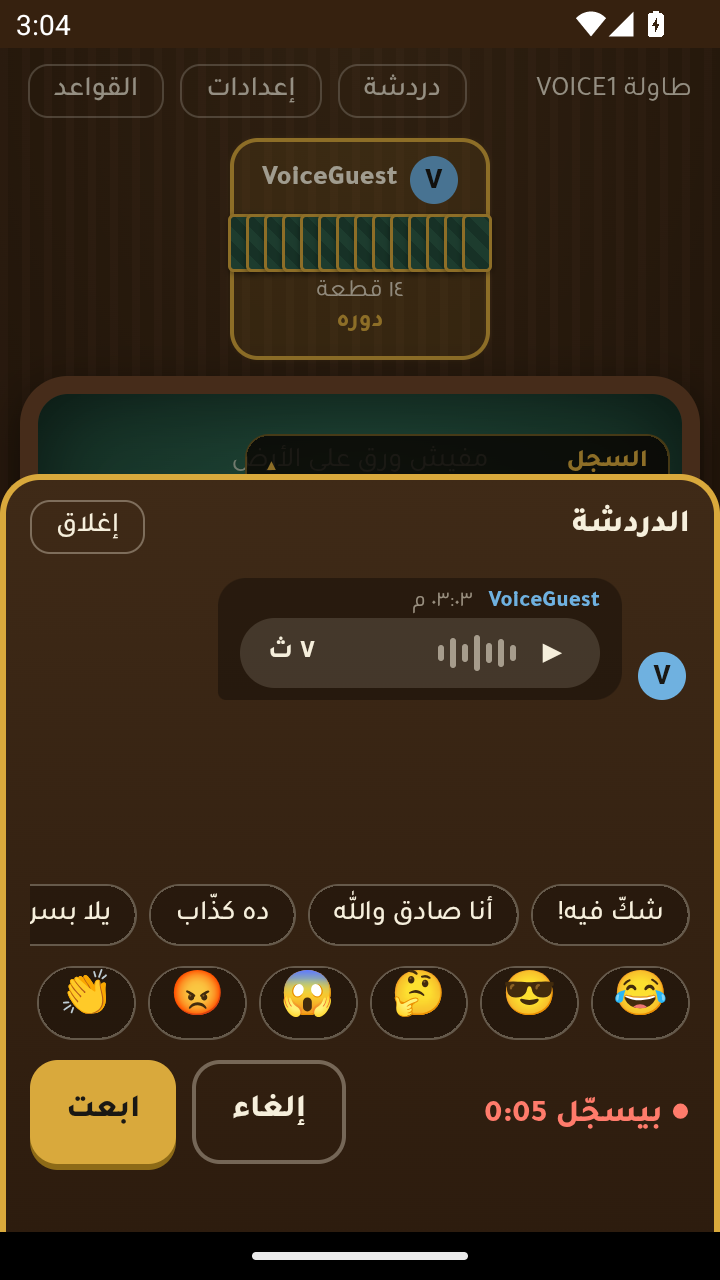 3:04
طاولة VOICE1 دردشة إعدادات القواعد
V VoiceGuest
١٤ قطعة
دوره
السجل مفيش ورق على الأرض
الدردشة إغلاق
VoiceGuest ٠٣:٠٣ م
٧ ث
V
شكّ فيه! أنا صادق والله ده كذّاب يلا بسر
بيسجّل 0:05 إلغاء ابعت